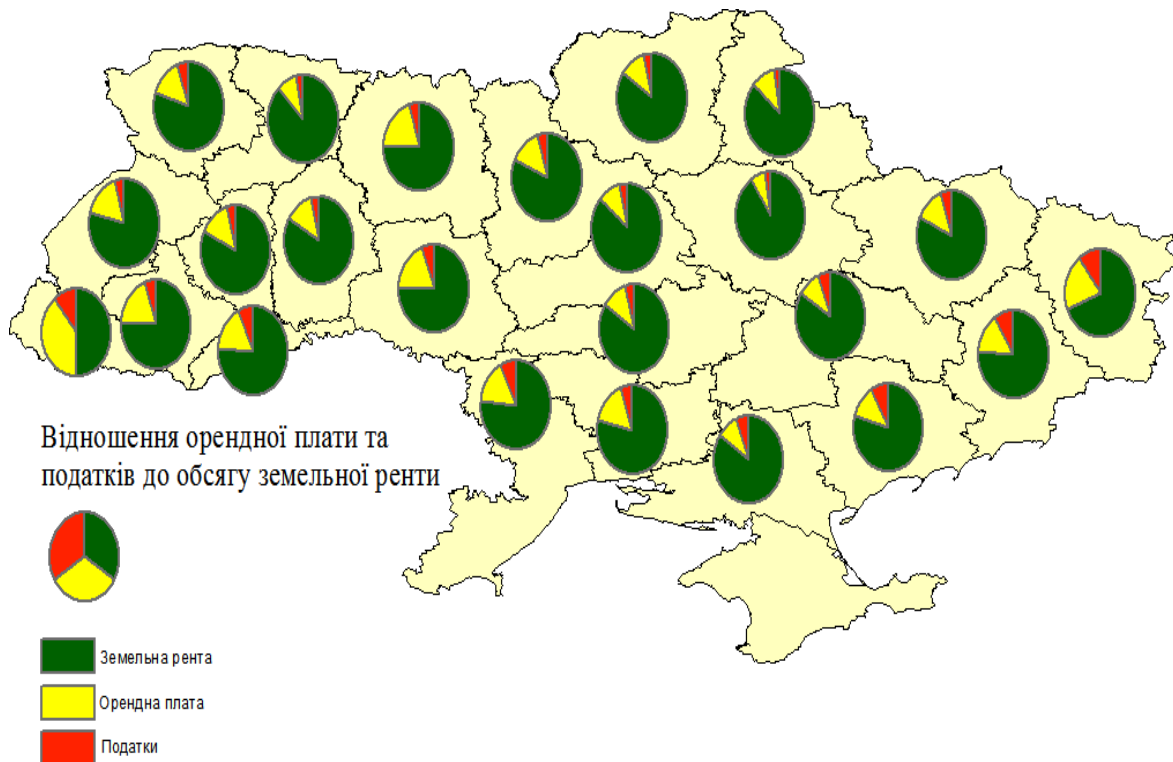 Відношення орендної плати та
податків до обсягу земельної ренти
Земельна рента
Орендна плата
Податки